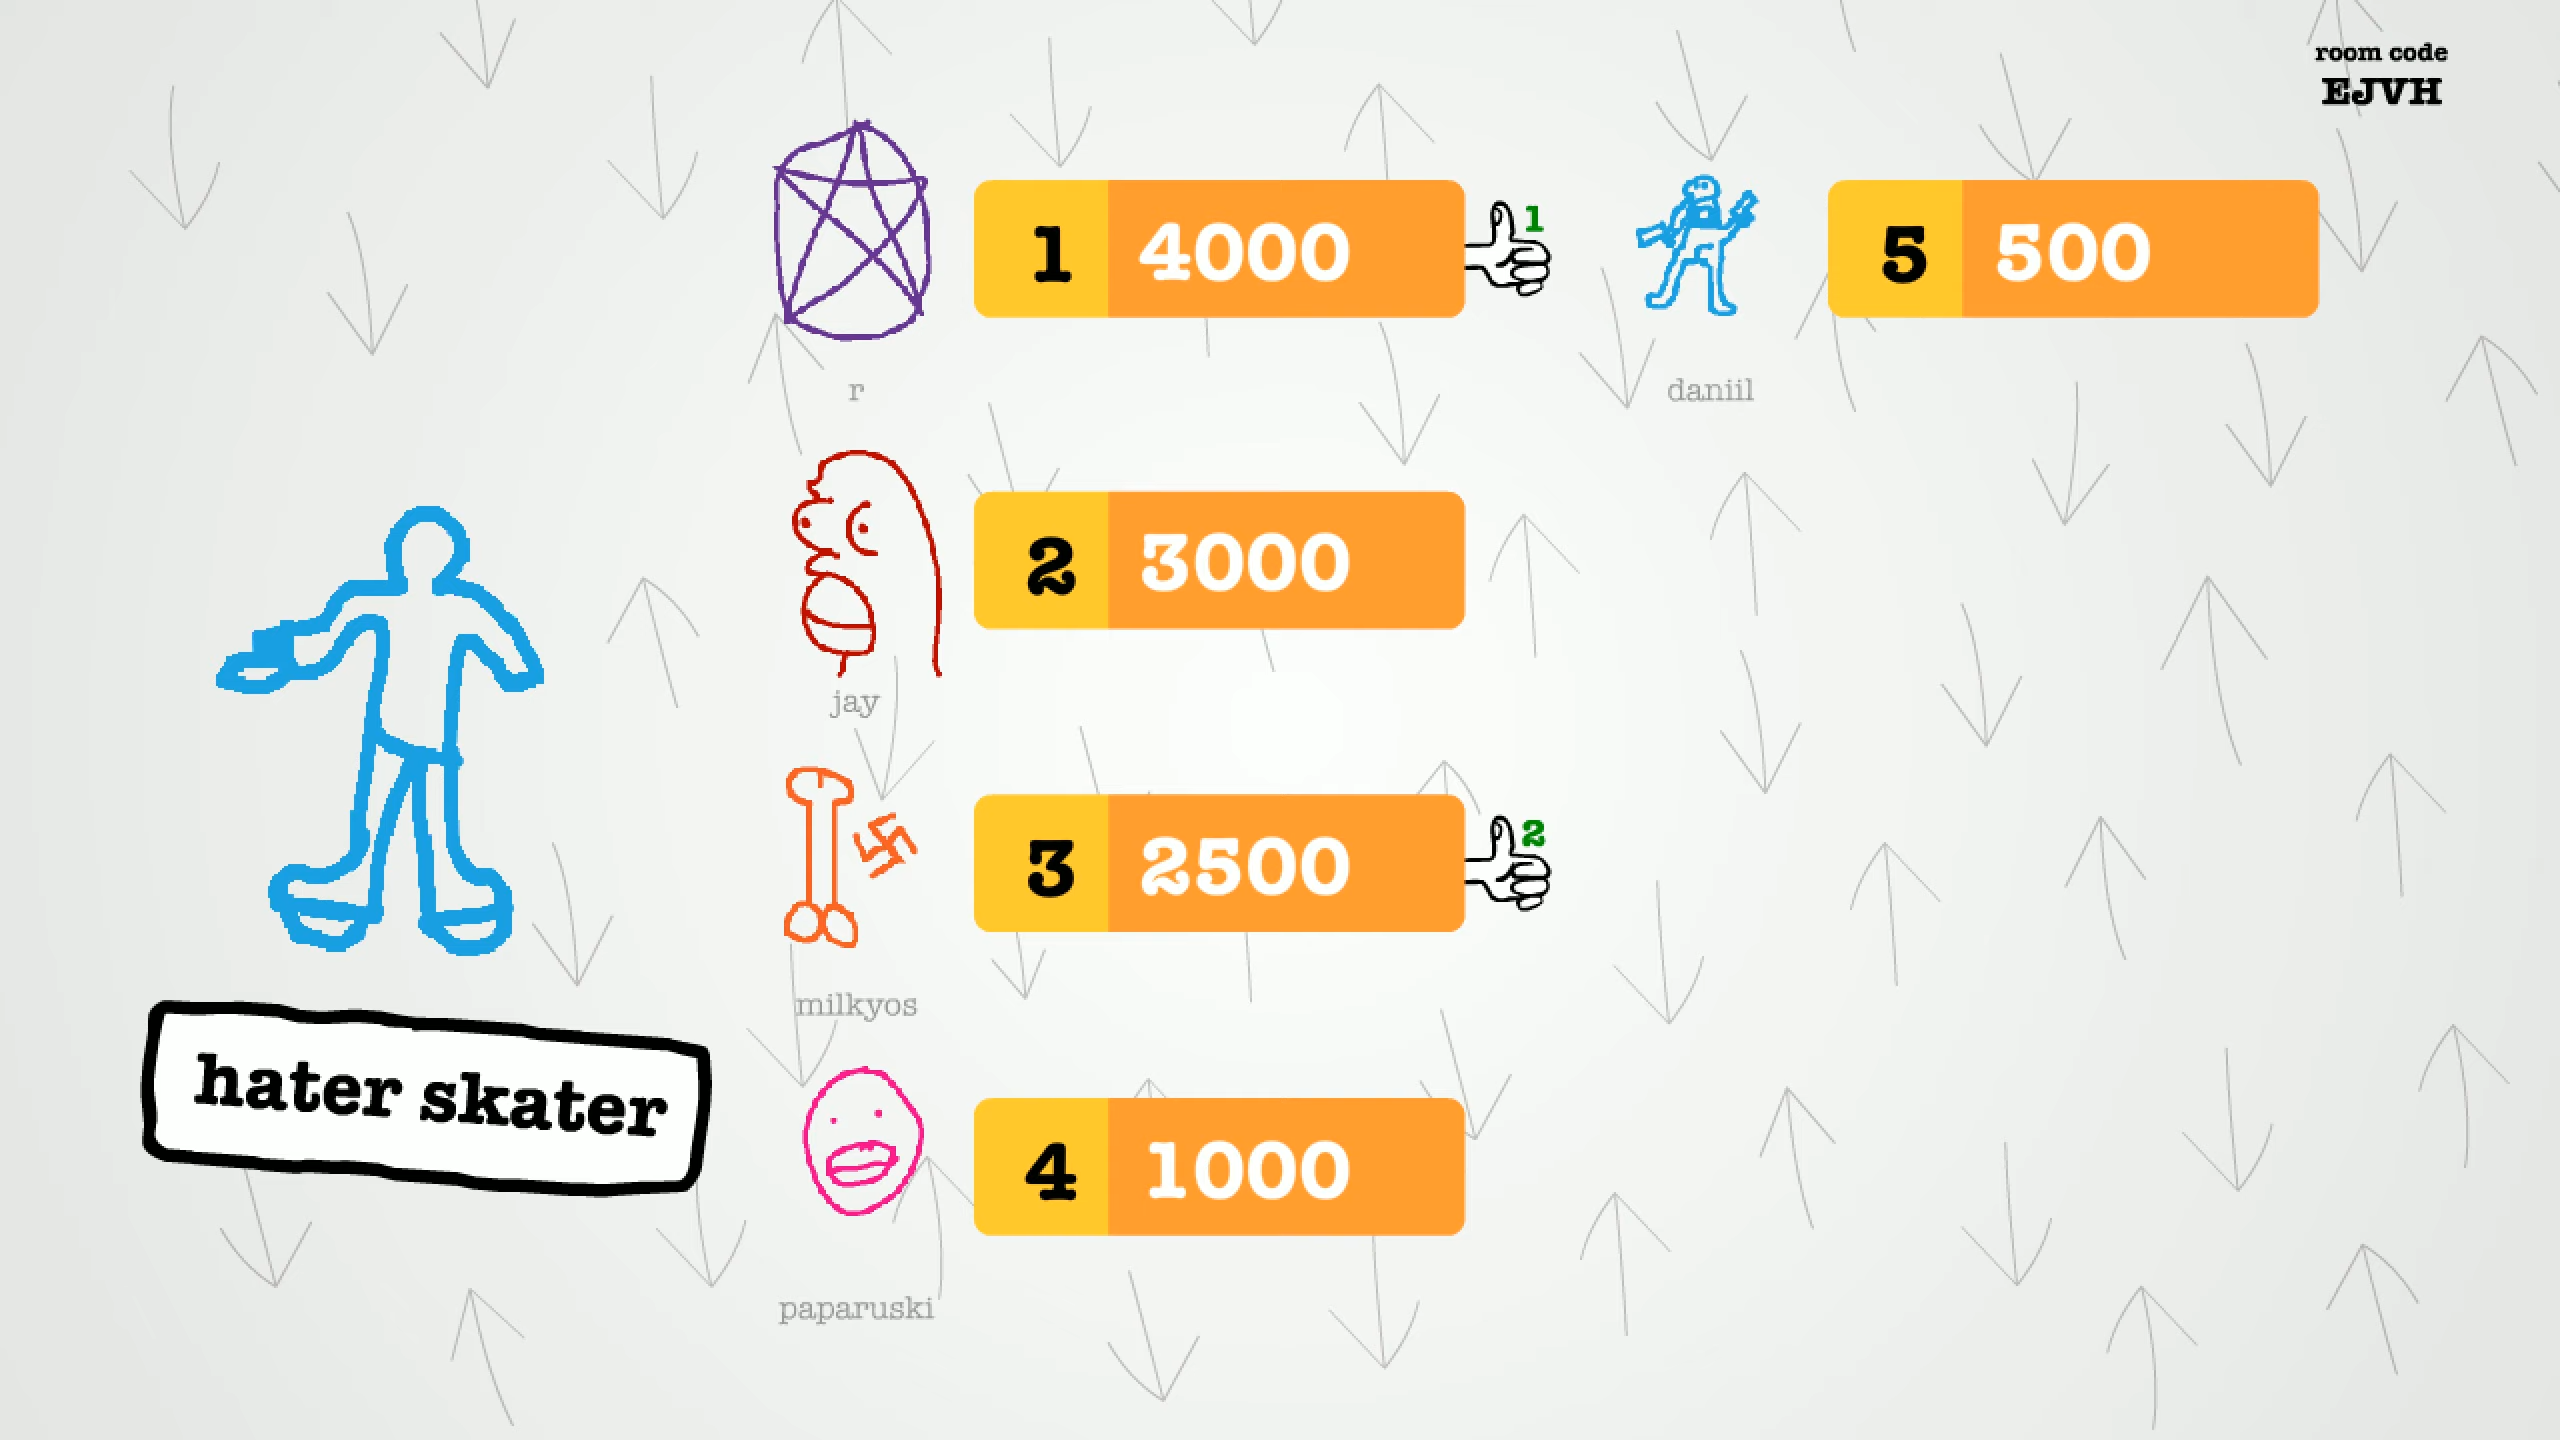 room code
EJVH
1 4000 1
r
5 500
daniil
2 3000
jay
3 2500 2
milkyos
4 1000
paparuski
hater skater